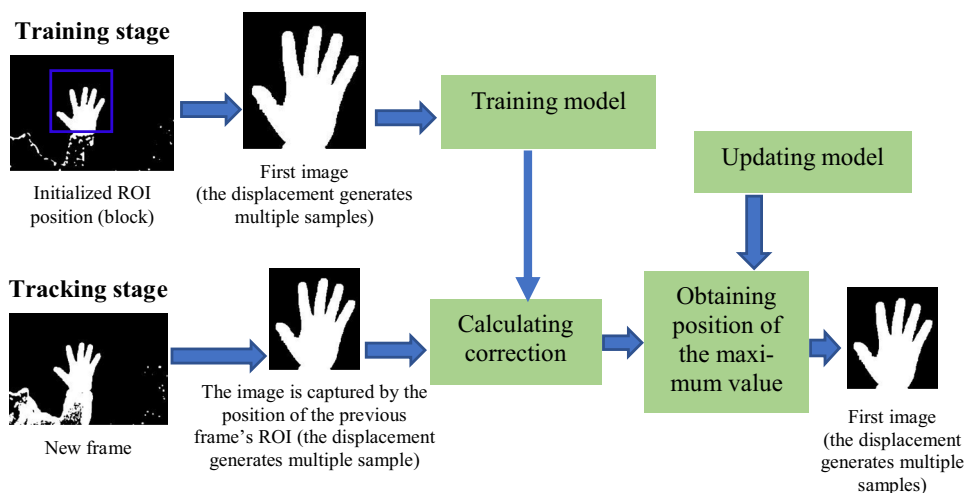 Training stage
Initialized ROI
position (block)
First image
(the displacement generates
multiple samples)
Training model
Updating model
Tracking stage
New frame
The image is captured by the
position of the previous
frame’s ROI (the displacement
generates multiple sample)
Calculating
correction
Obtaining
position of
the maxi-
mum value
First image
(the displacement
generates multiple
samples)